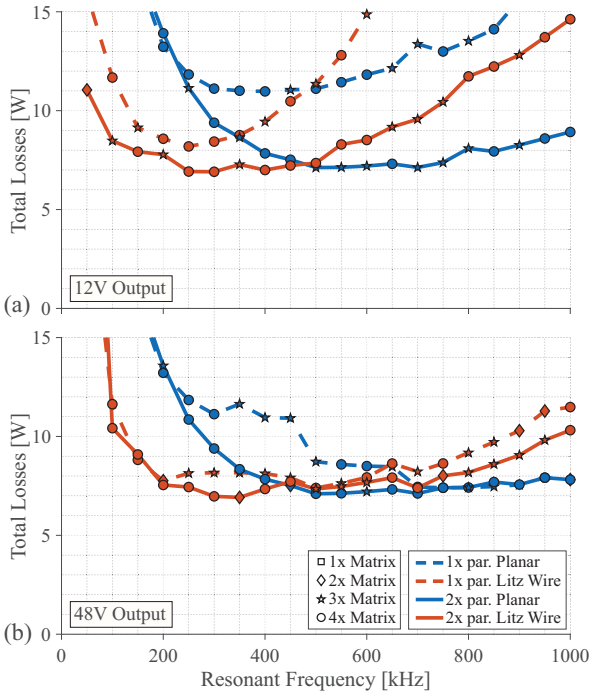 15
10
5
0
Total Losses [W]
12V Output
(a)
15
10
5
0
Total Losses [W]
48V Output
(b)
1x Matrix
2x Matrix
3x Matrix
4x Matrix
1x par. Planar
1x par. Litz Wire
2x par. Planar
2x par. Litz Wire
0 200 400 600 800 1000
Resonant Frequency [kHz]